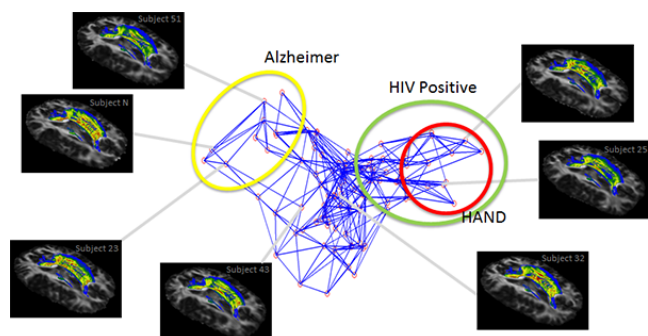 Subject 51
Alzheimer
HIV Positive
Subject N
Subject 25
HAND
Subject 23
Subject 43
Subject 32